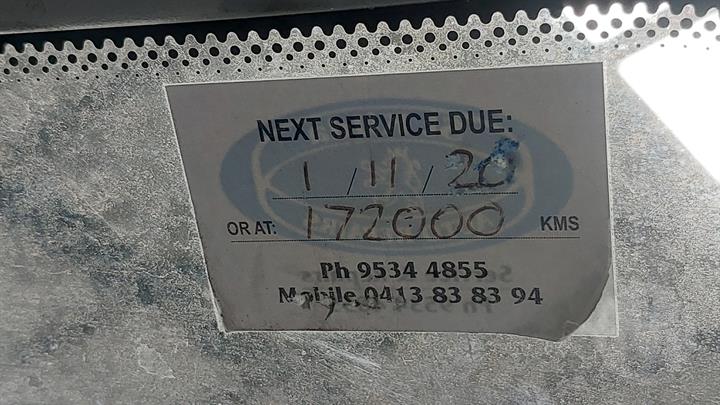 NEXT SERVICE DUE:
1 / 11 / 20
OR AT: 172000 KMS
Ph 9534 4855
Mobile 0413 83 83 94